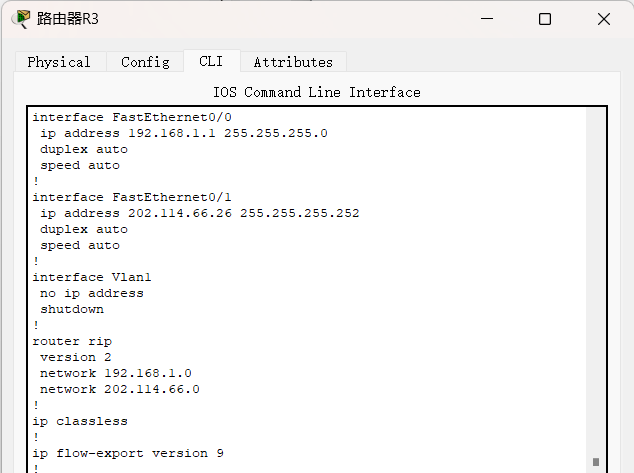 路由器R3
Physical Config CLI Attributes
IOS Command Line Interface
interface FastEthernet0/0
 ip address 192.168.1.1 255.255.255.0
 duplex auto
 speed auto
!
interface FastEthernet0/1
 ip address 202.114.66.26 255.255.255.252
 duplex auto
 speed auto
!
interface Vlan1
 no ip address
 shutdown
!
router rip
 version 2
 network 192.168.1.0
 network 202.114.66.0
!
ip classless
!
ip flow-export version 9
!